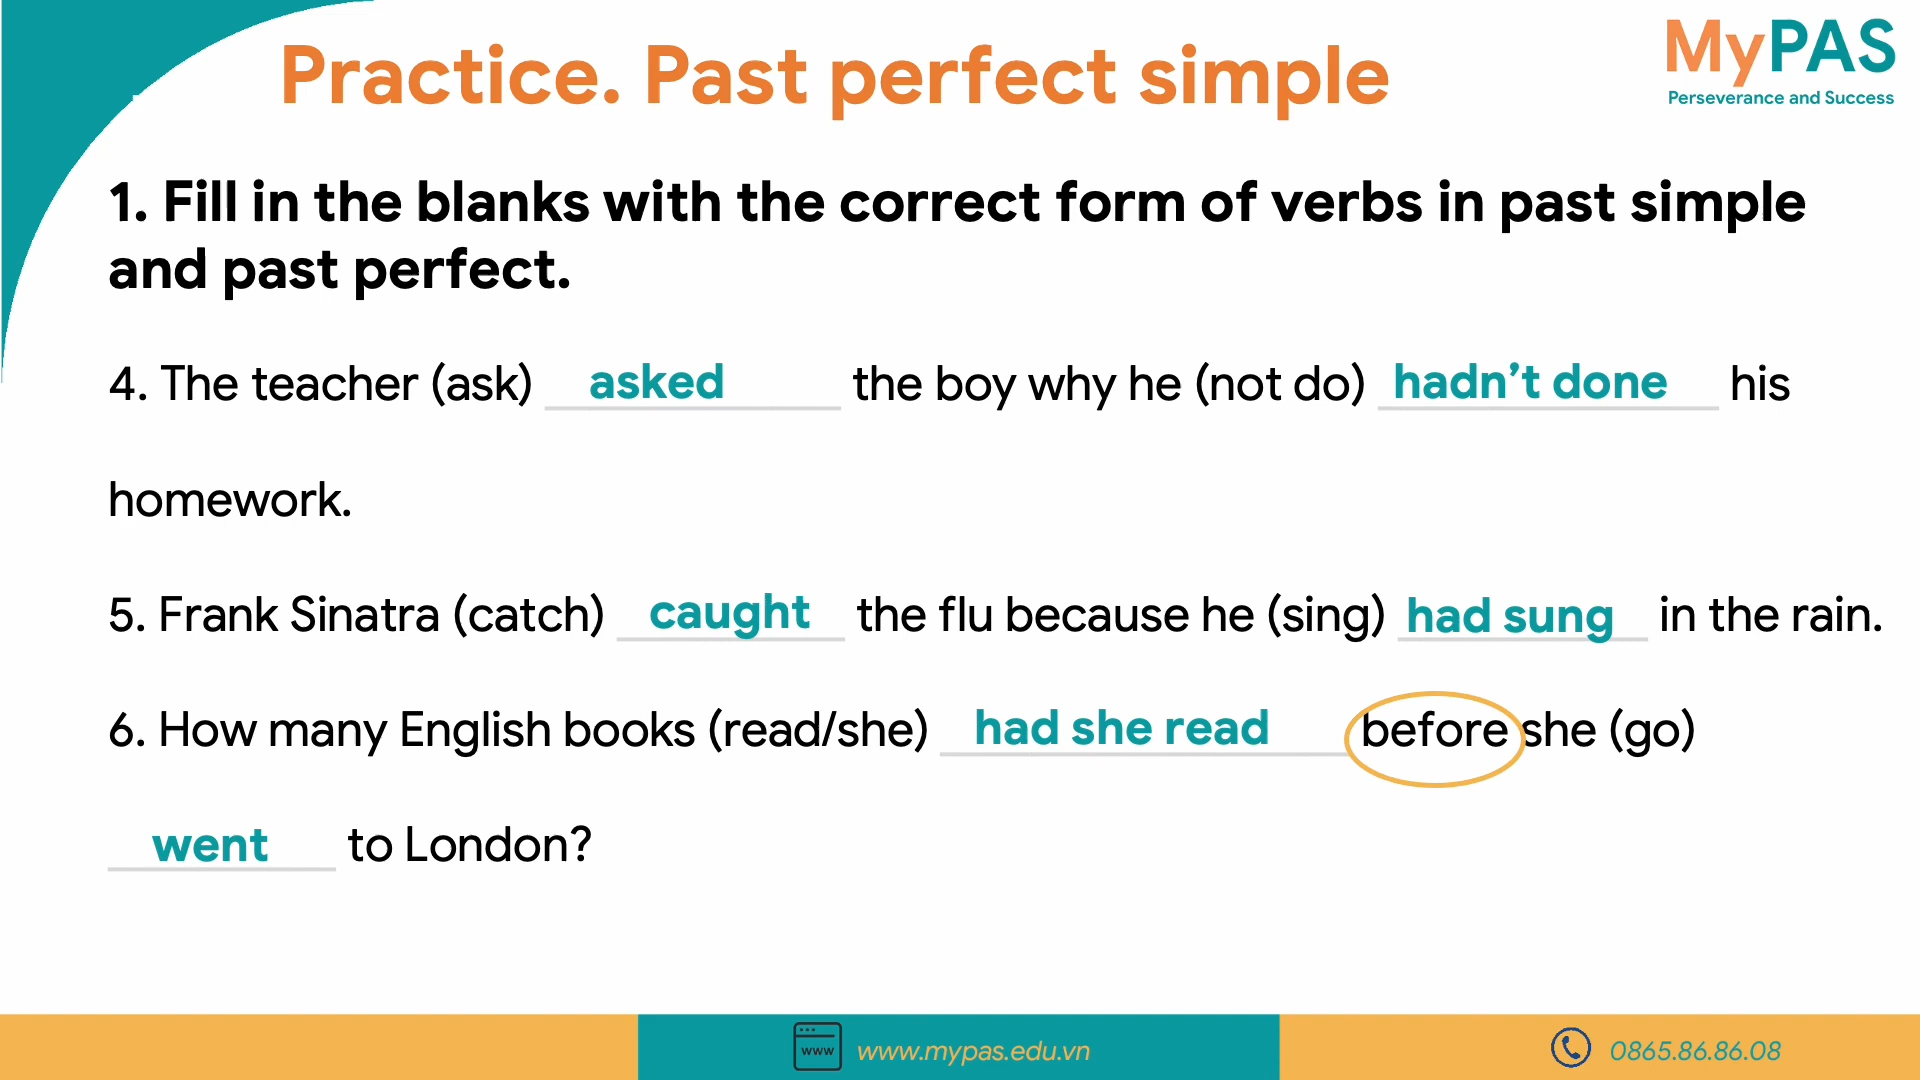 Practice. Past perfect simple
MyPAS
Perseverance and Success
1. Fill in the blanks with the correct form of verbs in past simple
and past perfect.
4. The teacher (ask) asked the boy why he (not do) hadn't done his
homework.
5. Frank Sinatra (catch) caught the flu because he (sing) had sung in the rain.
6. How many English books (read/she) had she read before she (go)
went to London?
www www.mypas.edu.vn
0865.86.86.08